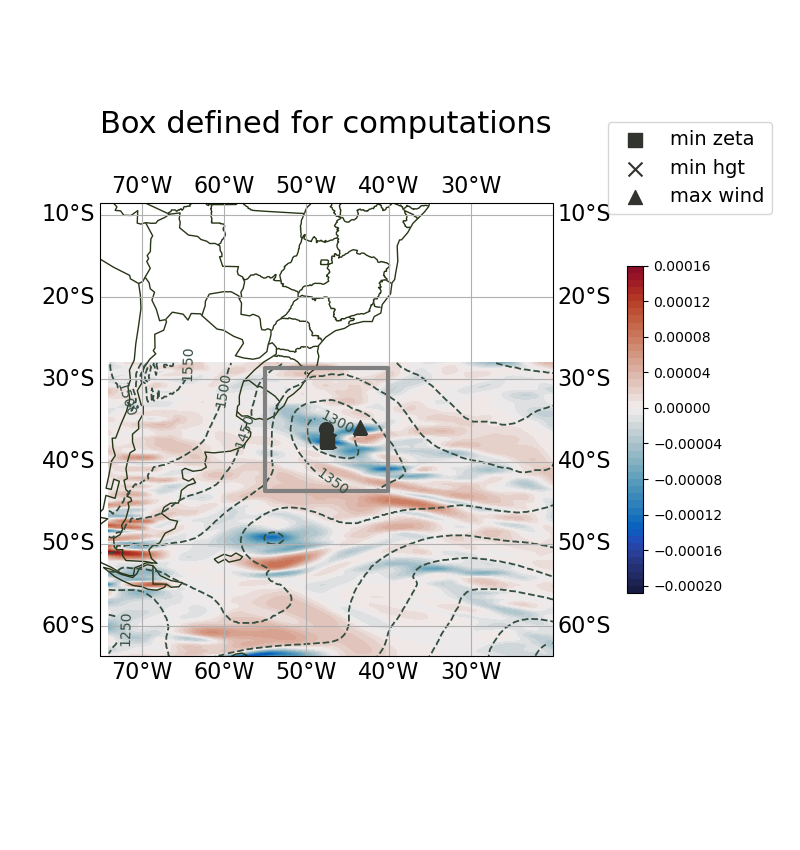 Box defined for computations
min zeta
min hgt
max wind
70°W 60°W 50°W 40°W 30°W
10°S 10°S
20°S 20°S
30°S 30°S
40°S 40°S
50°S 50°S
60°S 60°S
70°W 60°W 50°W 40°W 30°W
1550
1500
1450
1300
1350
1250
0.00016
0.00012
0.00008
0.00004
0.00000
−0.00004
−0.00008
−0.00012
−0.00016
−0.00020